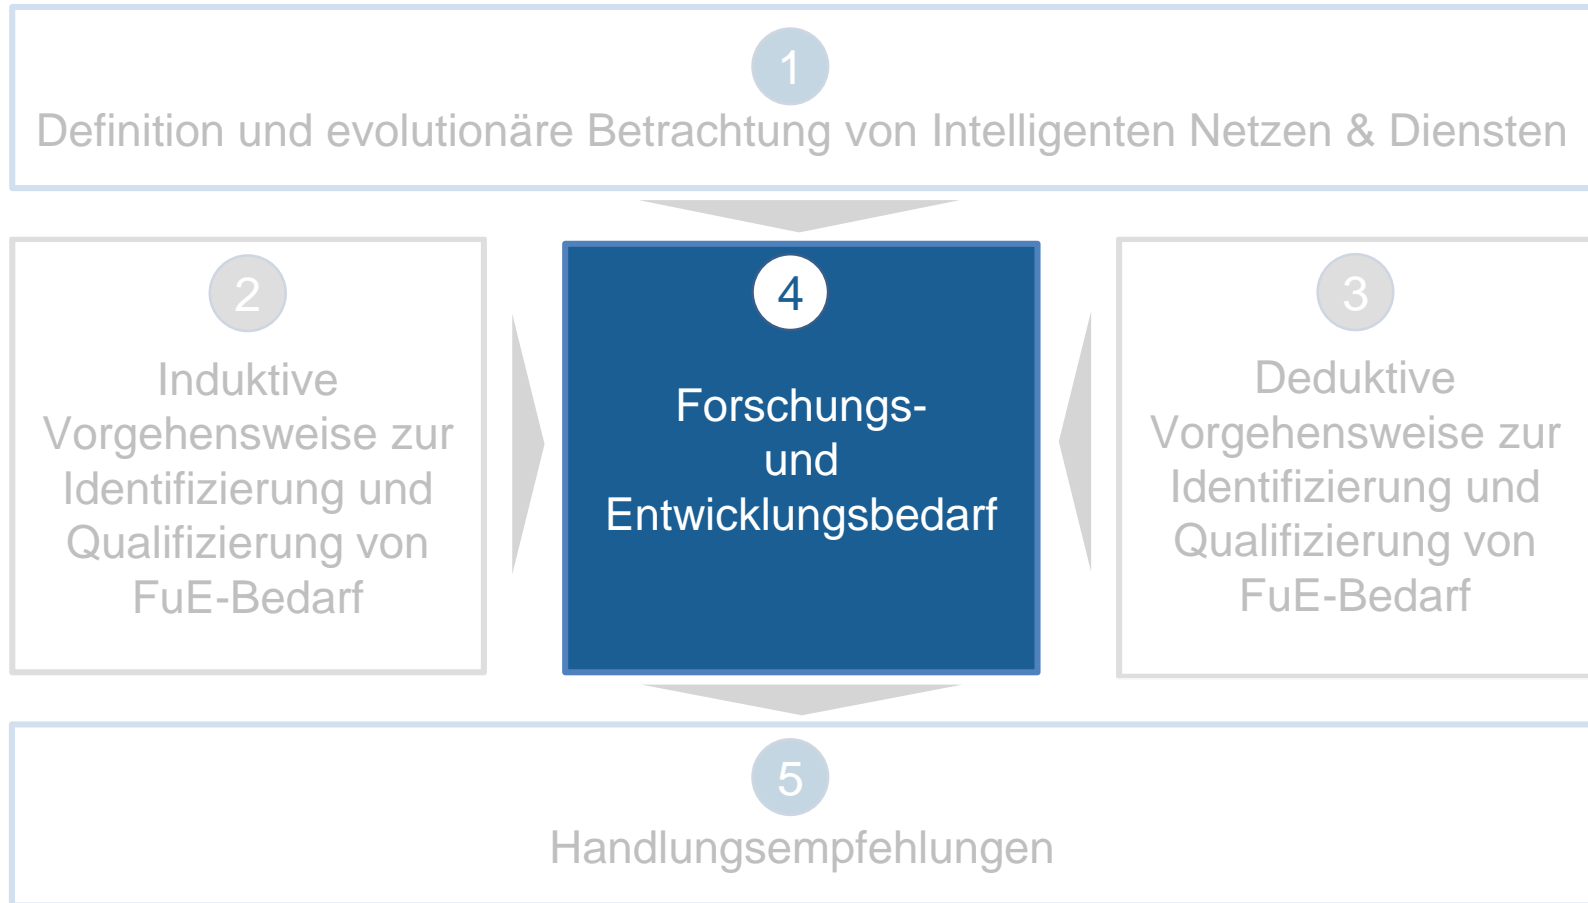 1
Definition und evolutionäre Betrachtung von Intelligenten Netzen & Diensten
2
Induktive
Vorgehensweise zur
Identifizierung und
Qualifizierung von
FuE-Bedarf
4
Forschungs-
und
Entwicklungsbedarf
3
Deduktive
Vorgehensweise zur
Identifizierung und
Qualifizierung von
FuE-Bedarf
5
Handlungsempfehlungen